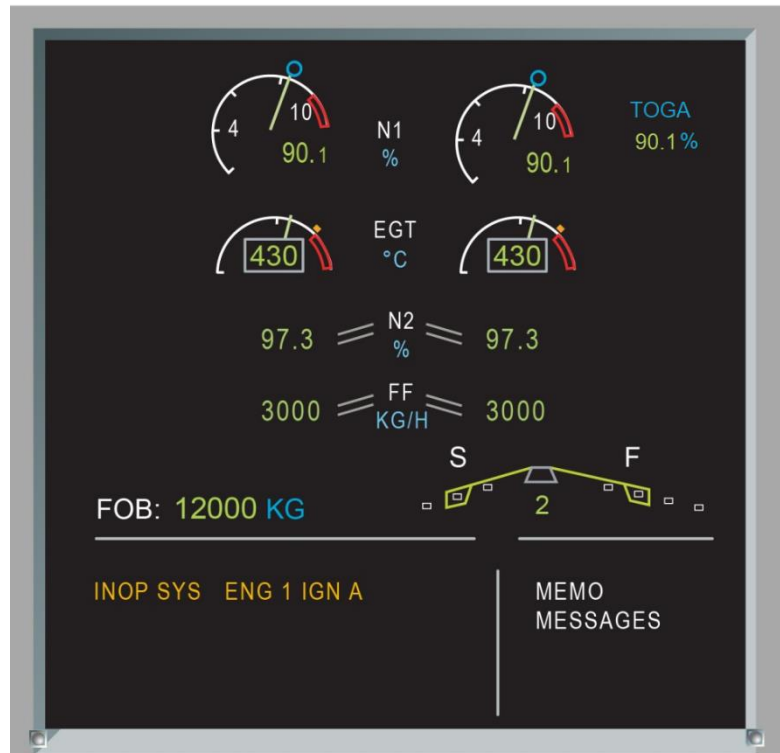 10 10 TOGA
4 N1 4
90.1 % 90.1 90.1%
EGT
430 °C 430
N2
97.3 % 97.3
FF
3000 KG/H 3000
S F
FOB: 12000 KG 2
INOP SYS ENG 1 IGN A
MEMO
MESSAGES